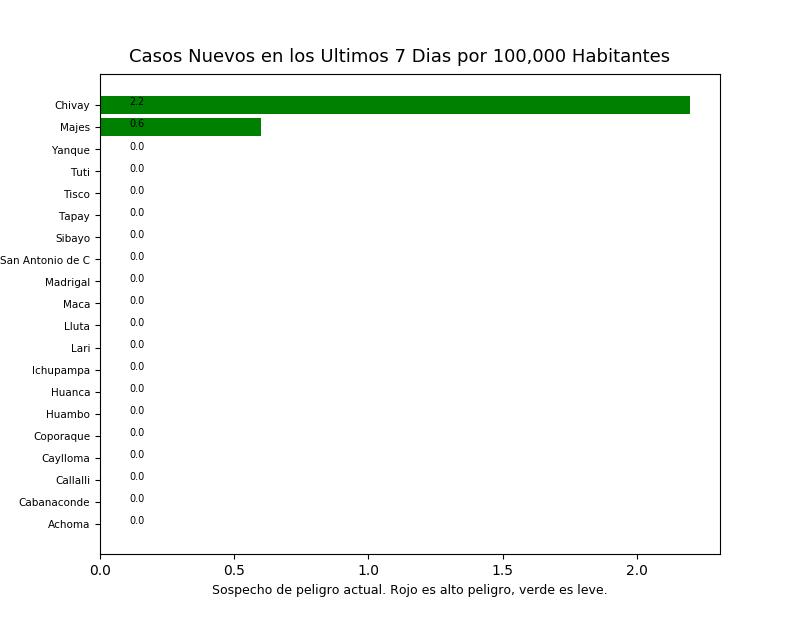 Casos Nuevos en los Ultimos 7 Dias por 100,000 Habitantes
Chivay 2.2
Majes 0.6
Yanque 0.0
Tuti 0.0
Tisco 0.0
Tapay 0.0
Sibayo 0.0
San Antonio de C 0.0
Madrigal 0.0
Maca 0.0
Lluta 0.0
Lari 0.0
Ichupampa 0.0
Huanca 0.0
Huambo 0.0
Coporaque 0.0
Caylloma 0.0
Callalli 0.0
Cabanaconde 0.0
Achoma 0.0
0.0 0.5 1.0 1.5 2.0
Sospecho de peligro actual. Rojo es alto peligro, verde es leve.